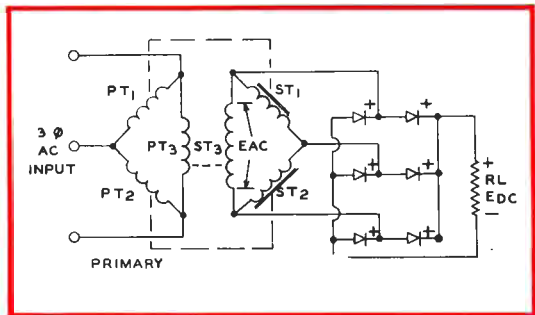 PT1
ST1
3 Ø
AC
INPUT
PT3
ST3
EAC
PT2
ST2
PRIMARY
+
+
+
+
+
+
+
RL
EDC
−